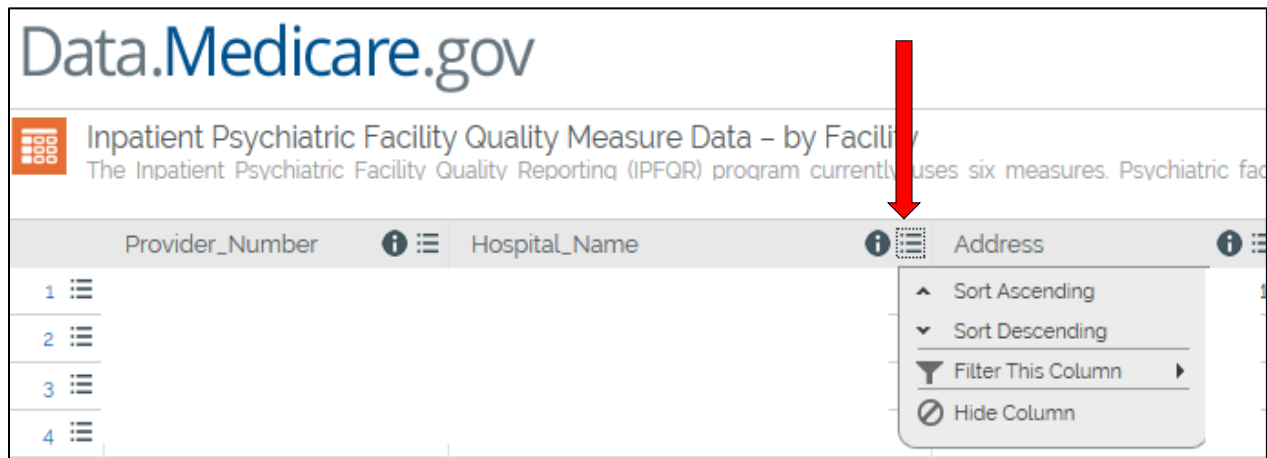 Data.Medicare.gov
Inpatient Psychiatric Facility Quality Measure Data – by Facility
The Inpatient Psychiatric Facility Quality Reporting (IPFQR) program currently uses six measures. Psychiatric fac
Provider_Number Hospital_Name Address
1
Sort Ascending
2
Sort Descending
3
Filter This Column
4
Hide Column